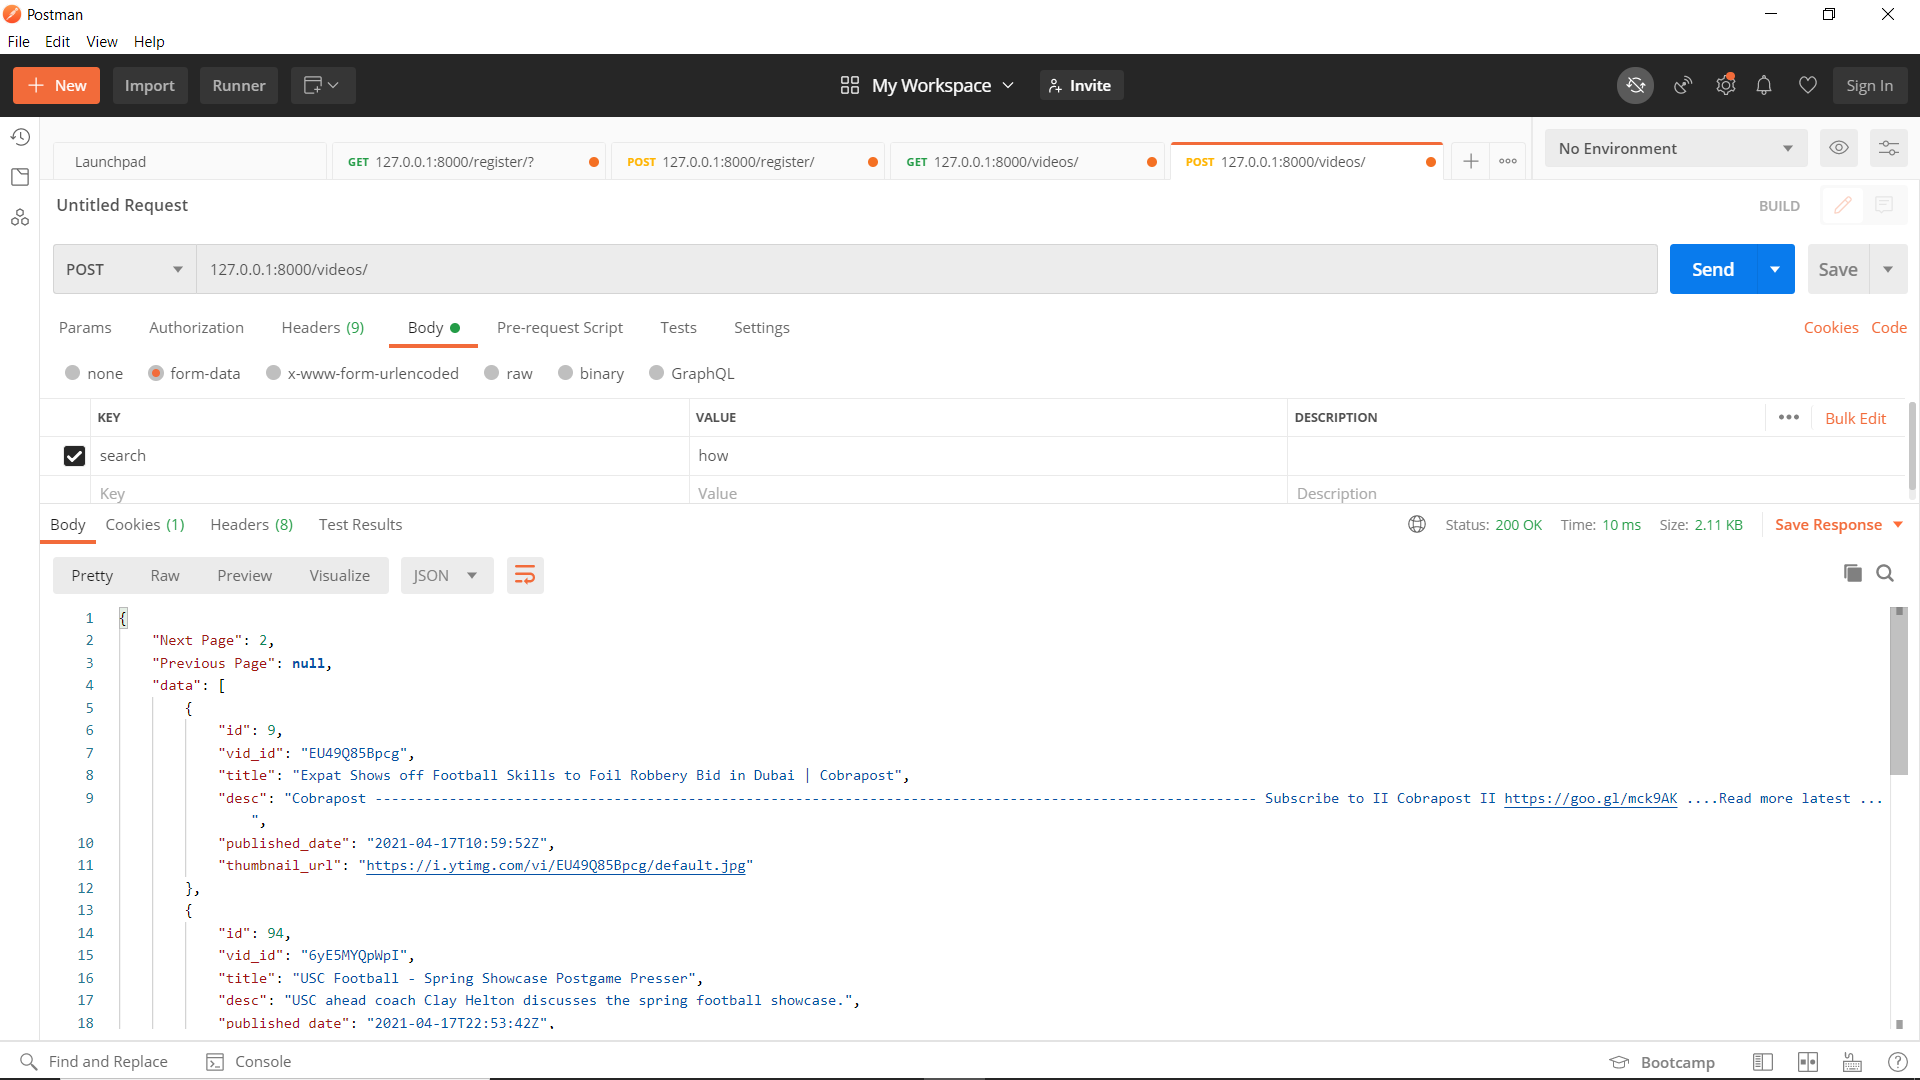 Postman
File Edit View Help
New Import Runner My Workspace Invite Sign In
Launchpad GET 127.0.0.1:8000/register/? POST 127.0.0.1:8000/register/ GET 127.0.0.1:8000/videos/ POST 127.0.0.1:8000/videos/ No Environment
Untitled Request BUILD
POST 127.0.0.1:8000/videos/ Send Save
Params Authorization Headers (9) Body Pre-request Script Tests Settings Cookies Code
none form-data x-www-form-urlencoded raw binary GraphQL
KEY VALUE DESCRIPTION Bulk Edit
search how
Key Value Description
Body Cookies (1) Headers (8) Test Results Status: 200 OK Time: 10 ms Size: 2.11 KB Save Response
Pretty Raw Preview Visualize JSON
1 {
2 "Next Page": 2,
3 "Previous Page": null,
4 "data": [
5 {
6 "id": 9,
7 "vid_id": "EU49Q85Bpcg",
8 "title": "Expat Shows off Football Skills to Foil Robbery Bid in Dubai | Cobrapost",
9 "desc": "Cobrapost ----------------------------------------------------------------------------------------------------------- Subscribe to II Cobrapost II https://goo.gl/mck9AK ....Read more latest ...
",
10 "published_date": "2021-04-17T10:59:52Z",
11 "thumbnail_url": "https://i.ytimg.com/vi/EU49Q85Bpcg/default.jpg"
12 },
13 {
14 "id": 94,
15 "vid_id": "6yE5MYQpWpI",
16 "title": "USC Football - Spring Showcase Postgame Presser",
17 "desc": "USC ahead coach Clay Helton discusses the spring football showcase.",
18 "published_date": "2021-04-17T22:53:42Z",
Find and Replace Console Bootcamp